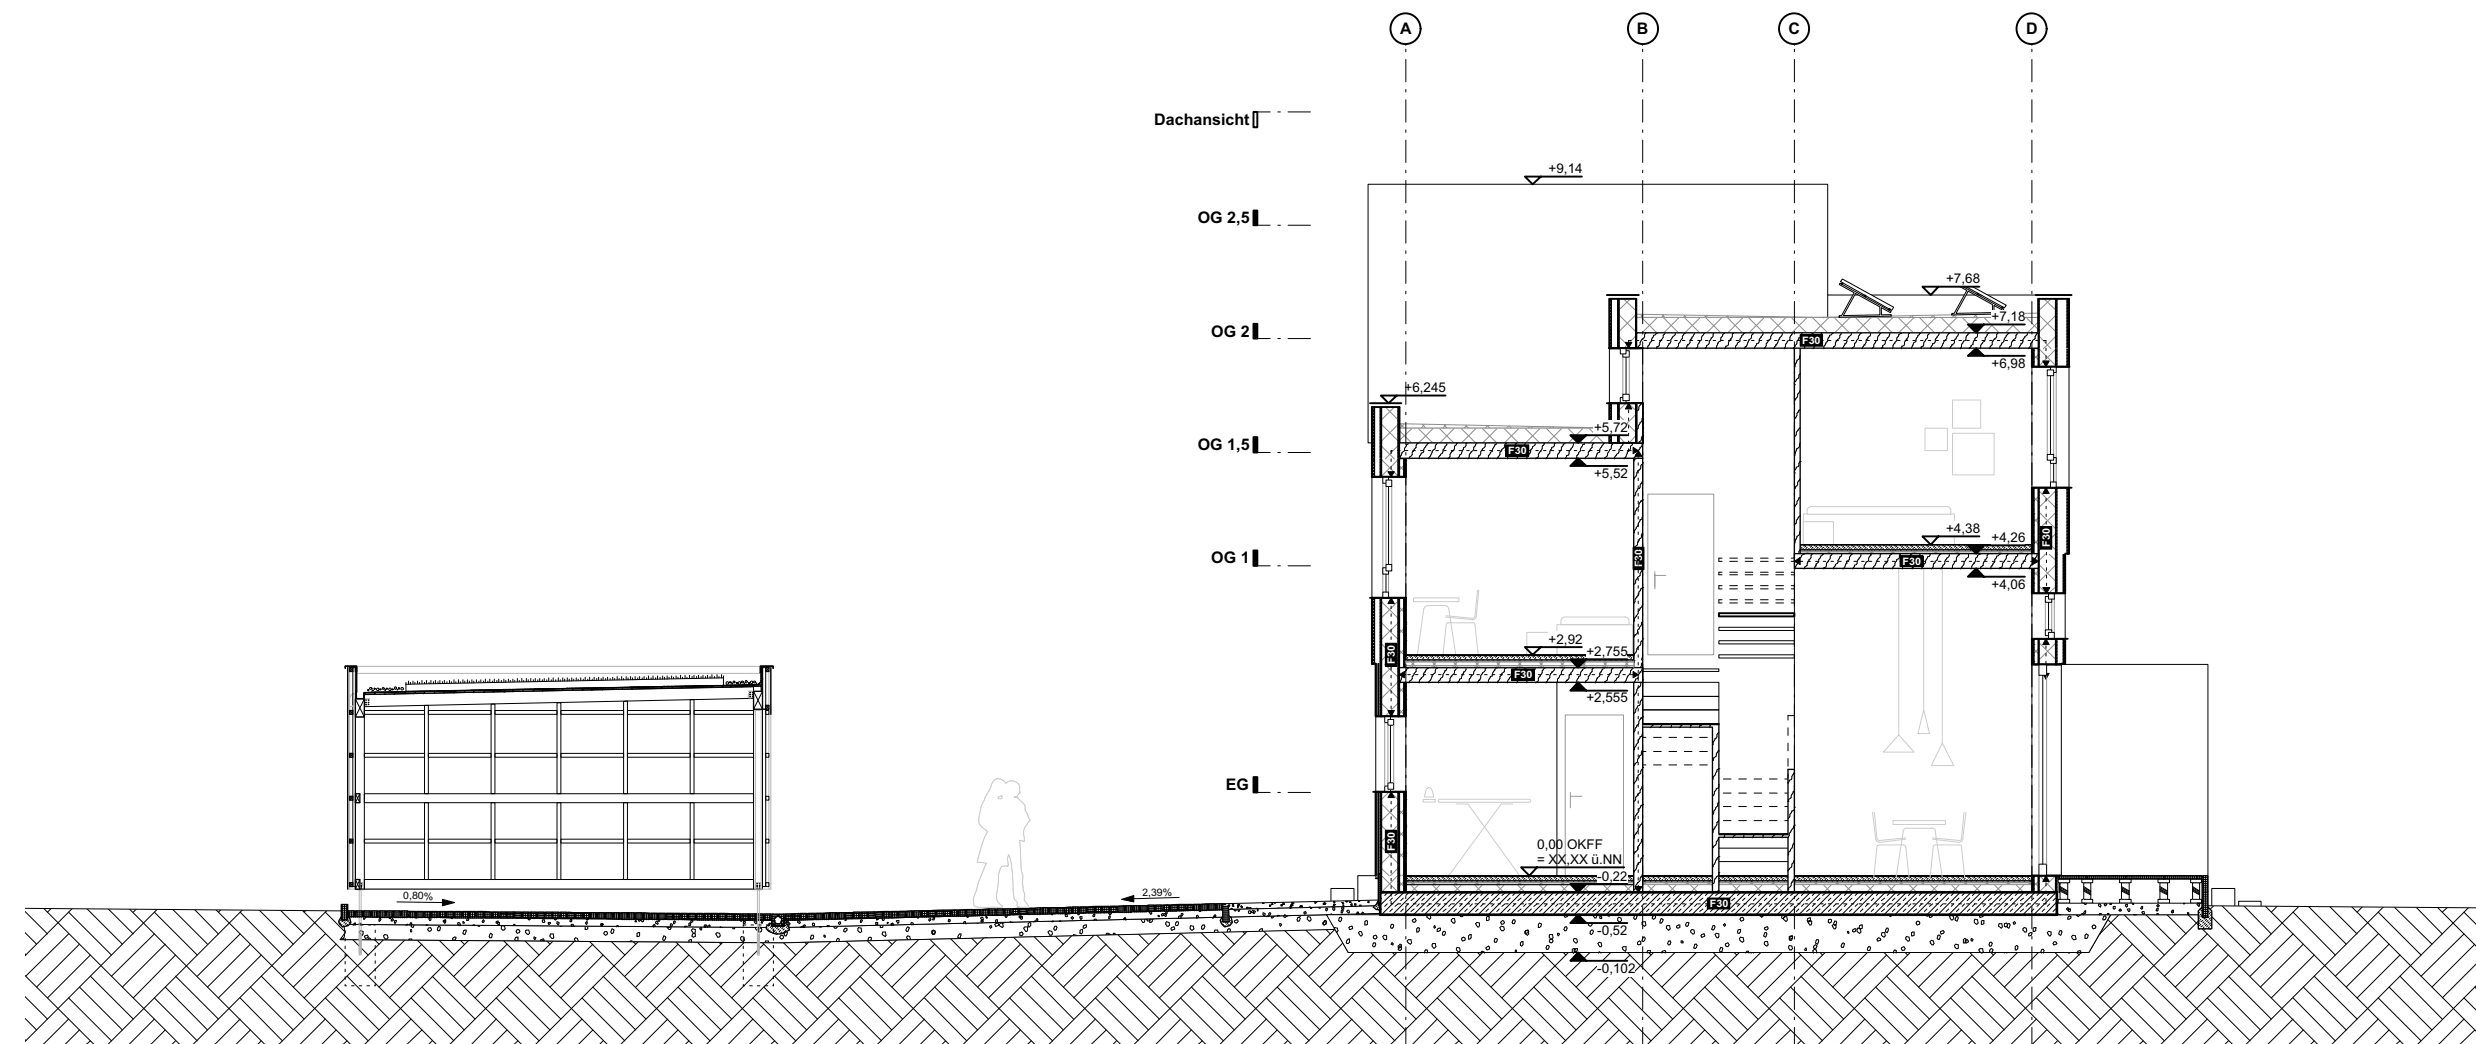 A B C D
Dachansicht
+9,14
OG 2,5
+7,68
+7,18
OG 2
F30
+6,98
+6,245
+5,72
OG 1,5
F30
+5,52
+4,38
+4,26
F30
F30
OG 1
F30
+4,06
+2,92
+2,755
F30
F30
+2,555
EG
F30
0,00 OKFF
= XX,XX ü.NN
-0,22
0,80%
2,39%
F30
-0,52
-0,102